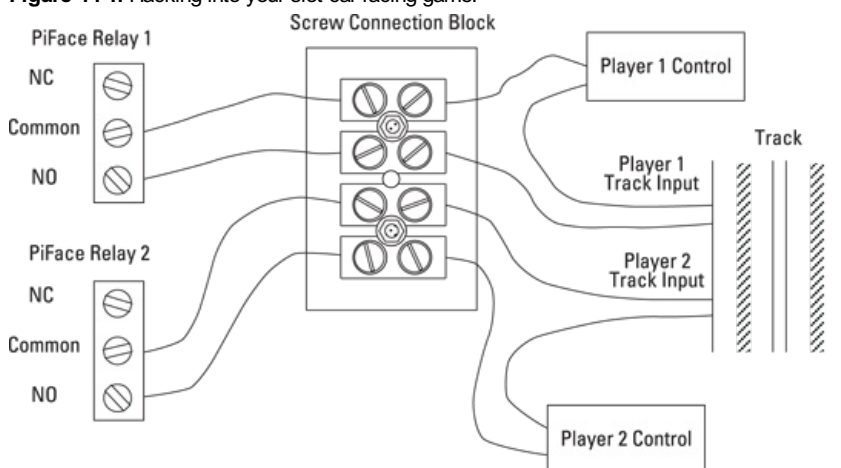 Figure 14-1: Hacking into your slot car racing game.
Screw Connection Block
PiFace Relay 1
NC
Common
NO
Player 1 Control
Track
Player 1
Track Input
PiFace Relay 2
NC
Common
NO
Player 2
Track Input
Player 2 Control